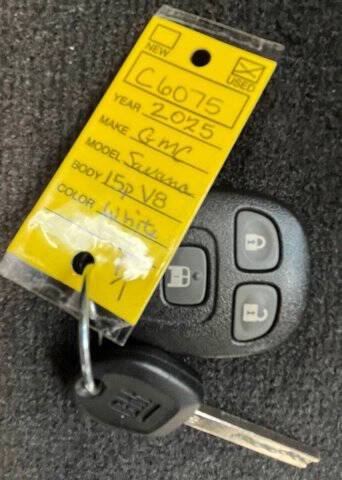 NEW USED
C6075
YEAR 2025
MAKE GMC
MODEL Savana
BODY 15p V8
COLOR White